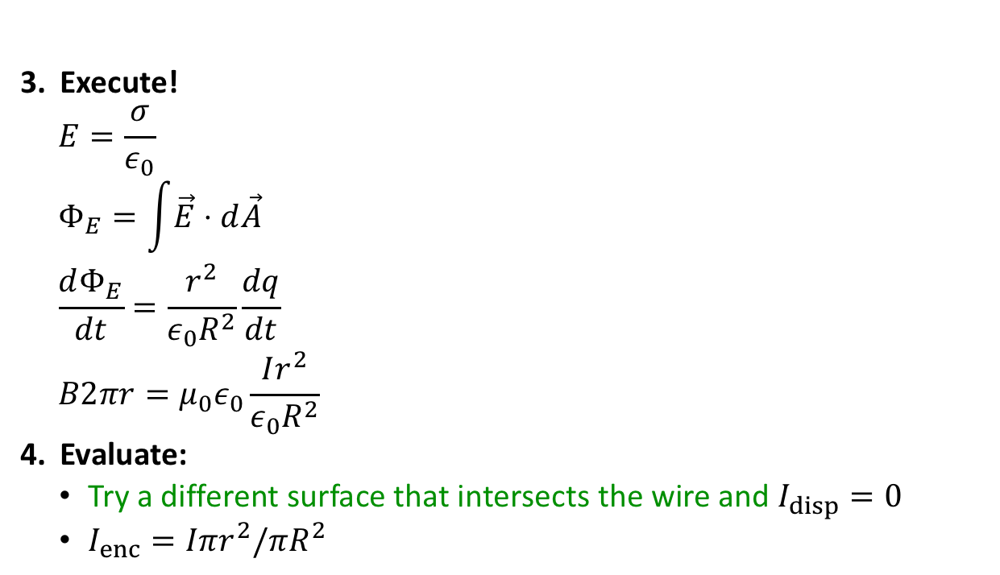 3. Execute!
E = σ/ϵ₀
Φ_E = ∫E⃗ · dA⃗
dΦ_E/dt = r²/ϵ₀R² dq/dt
B2πr = μ₀ϵ₀ Ir²/ϵ₀R²
4. Evaluate:
• Try a different surface that intersects the wire and I_disp = 0
• I_enc = Iπr²/πR²